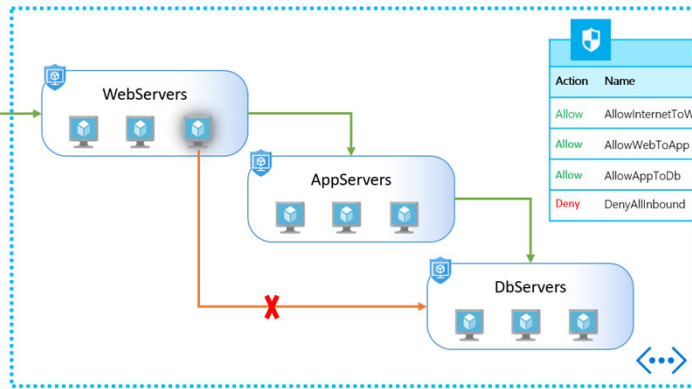 WebServers
AppServers
DbServers
Action Name
Allow AllowInternetToW
Allow AllowWebToApp
Allow AllowAppToDb
Deny DenyAllInbound